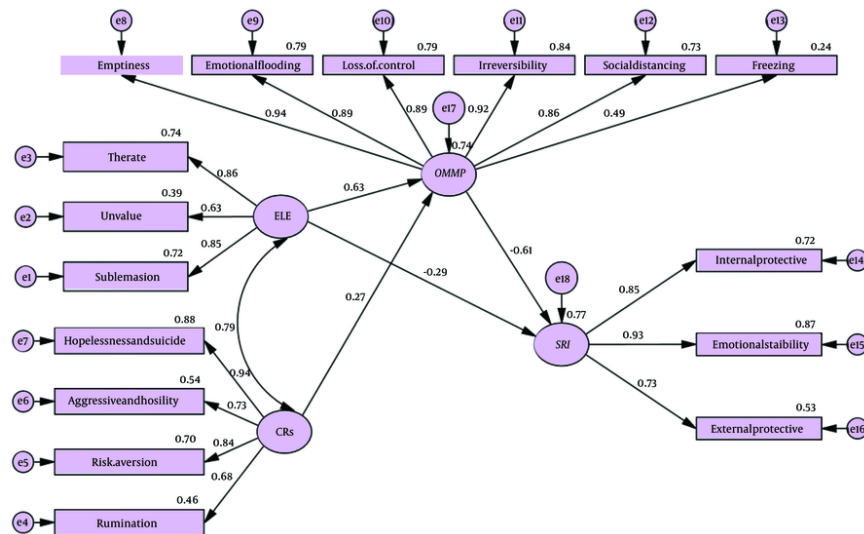 e8 e9 e10 e11 e12 e13
0.79 0.79 0.84 0.73 0.24
Emptiness Emotionalflooding Loss.of.control Irreversibility Socialdistancing Freezing
e17
0.94 0.89 0.89 0.92 0.86 0.49
0.74
OMMP
0.74
e3 Therate
0.86
0.39
e2 Unvalue 0.63 ELE 0.63
0.72 0.85
e1 Sublemasion
-0.29 -0.61
0.72
Internalprotective e14
e18 0.85
0.79 0.27
0.88
e7 Hopelessnessandsuicide
0.77 0.87
SRI 0.93 Emotionalstaibility e15
0.94
0.54
e6 Aggressiveandhosility 0.73
0.73
0.53
CRs Externalprotective e16
0.70 0.84
e5 Risk.aversion
0.68
0.46
e4 Rumination